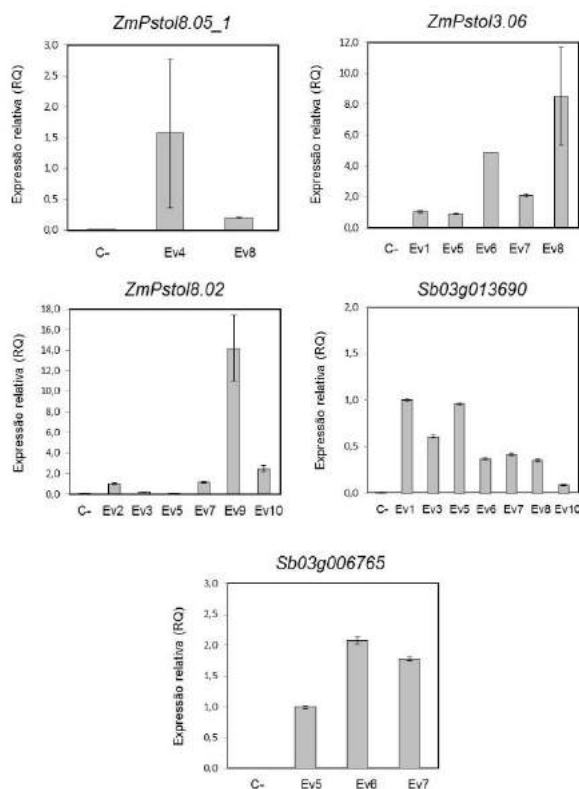 ZmPstol8.05_1
Expressão relativa (RQ)
3,0
2,5
2,0
1,5
1,0
0,5
0,0
C- Ev4 Ev8
ZmPstol3.06
Expressão relativa (RQ)
12,0
10,0
8,0
6,0
4,0
2,0
0,0
C- Ev1 Ev5 Ev6 Ev7 Ev8
ZmPstol8.02
Expressão relativa (RQ)
18,0
16,0
14,0
12,0
10,0
8,0
6,0
4,0
2,0
0,0
C- Ev2 Ev3 Ev5 Ev7 Ev9 Ev10
Sb03g013690
Expressão relativa (RQ)
2,0
1,5
1,0
0,5
0,0
C- Ev1 Ev3 Ev5 Ev6 Ev7 Ev8 Ev10
Sb03g006765
Expressão relativa (RQ)
3,0
2,5
2,0
1,5
1,0
0,5
0,0
C- Ev5 Ev6 Ev7